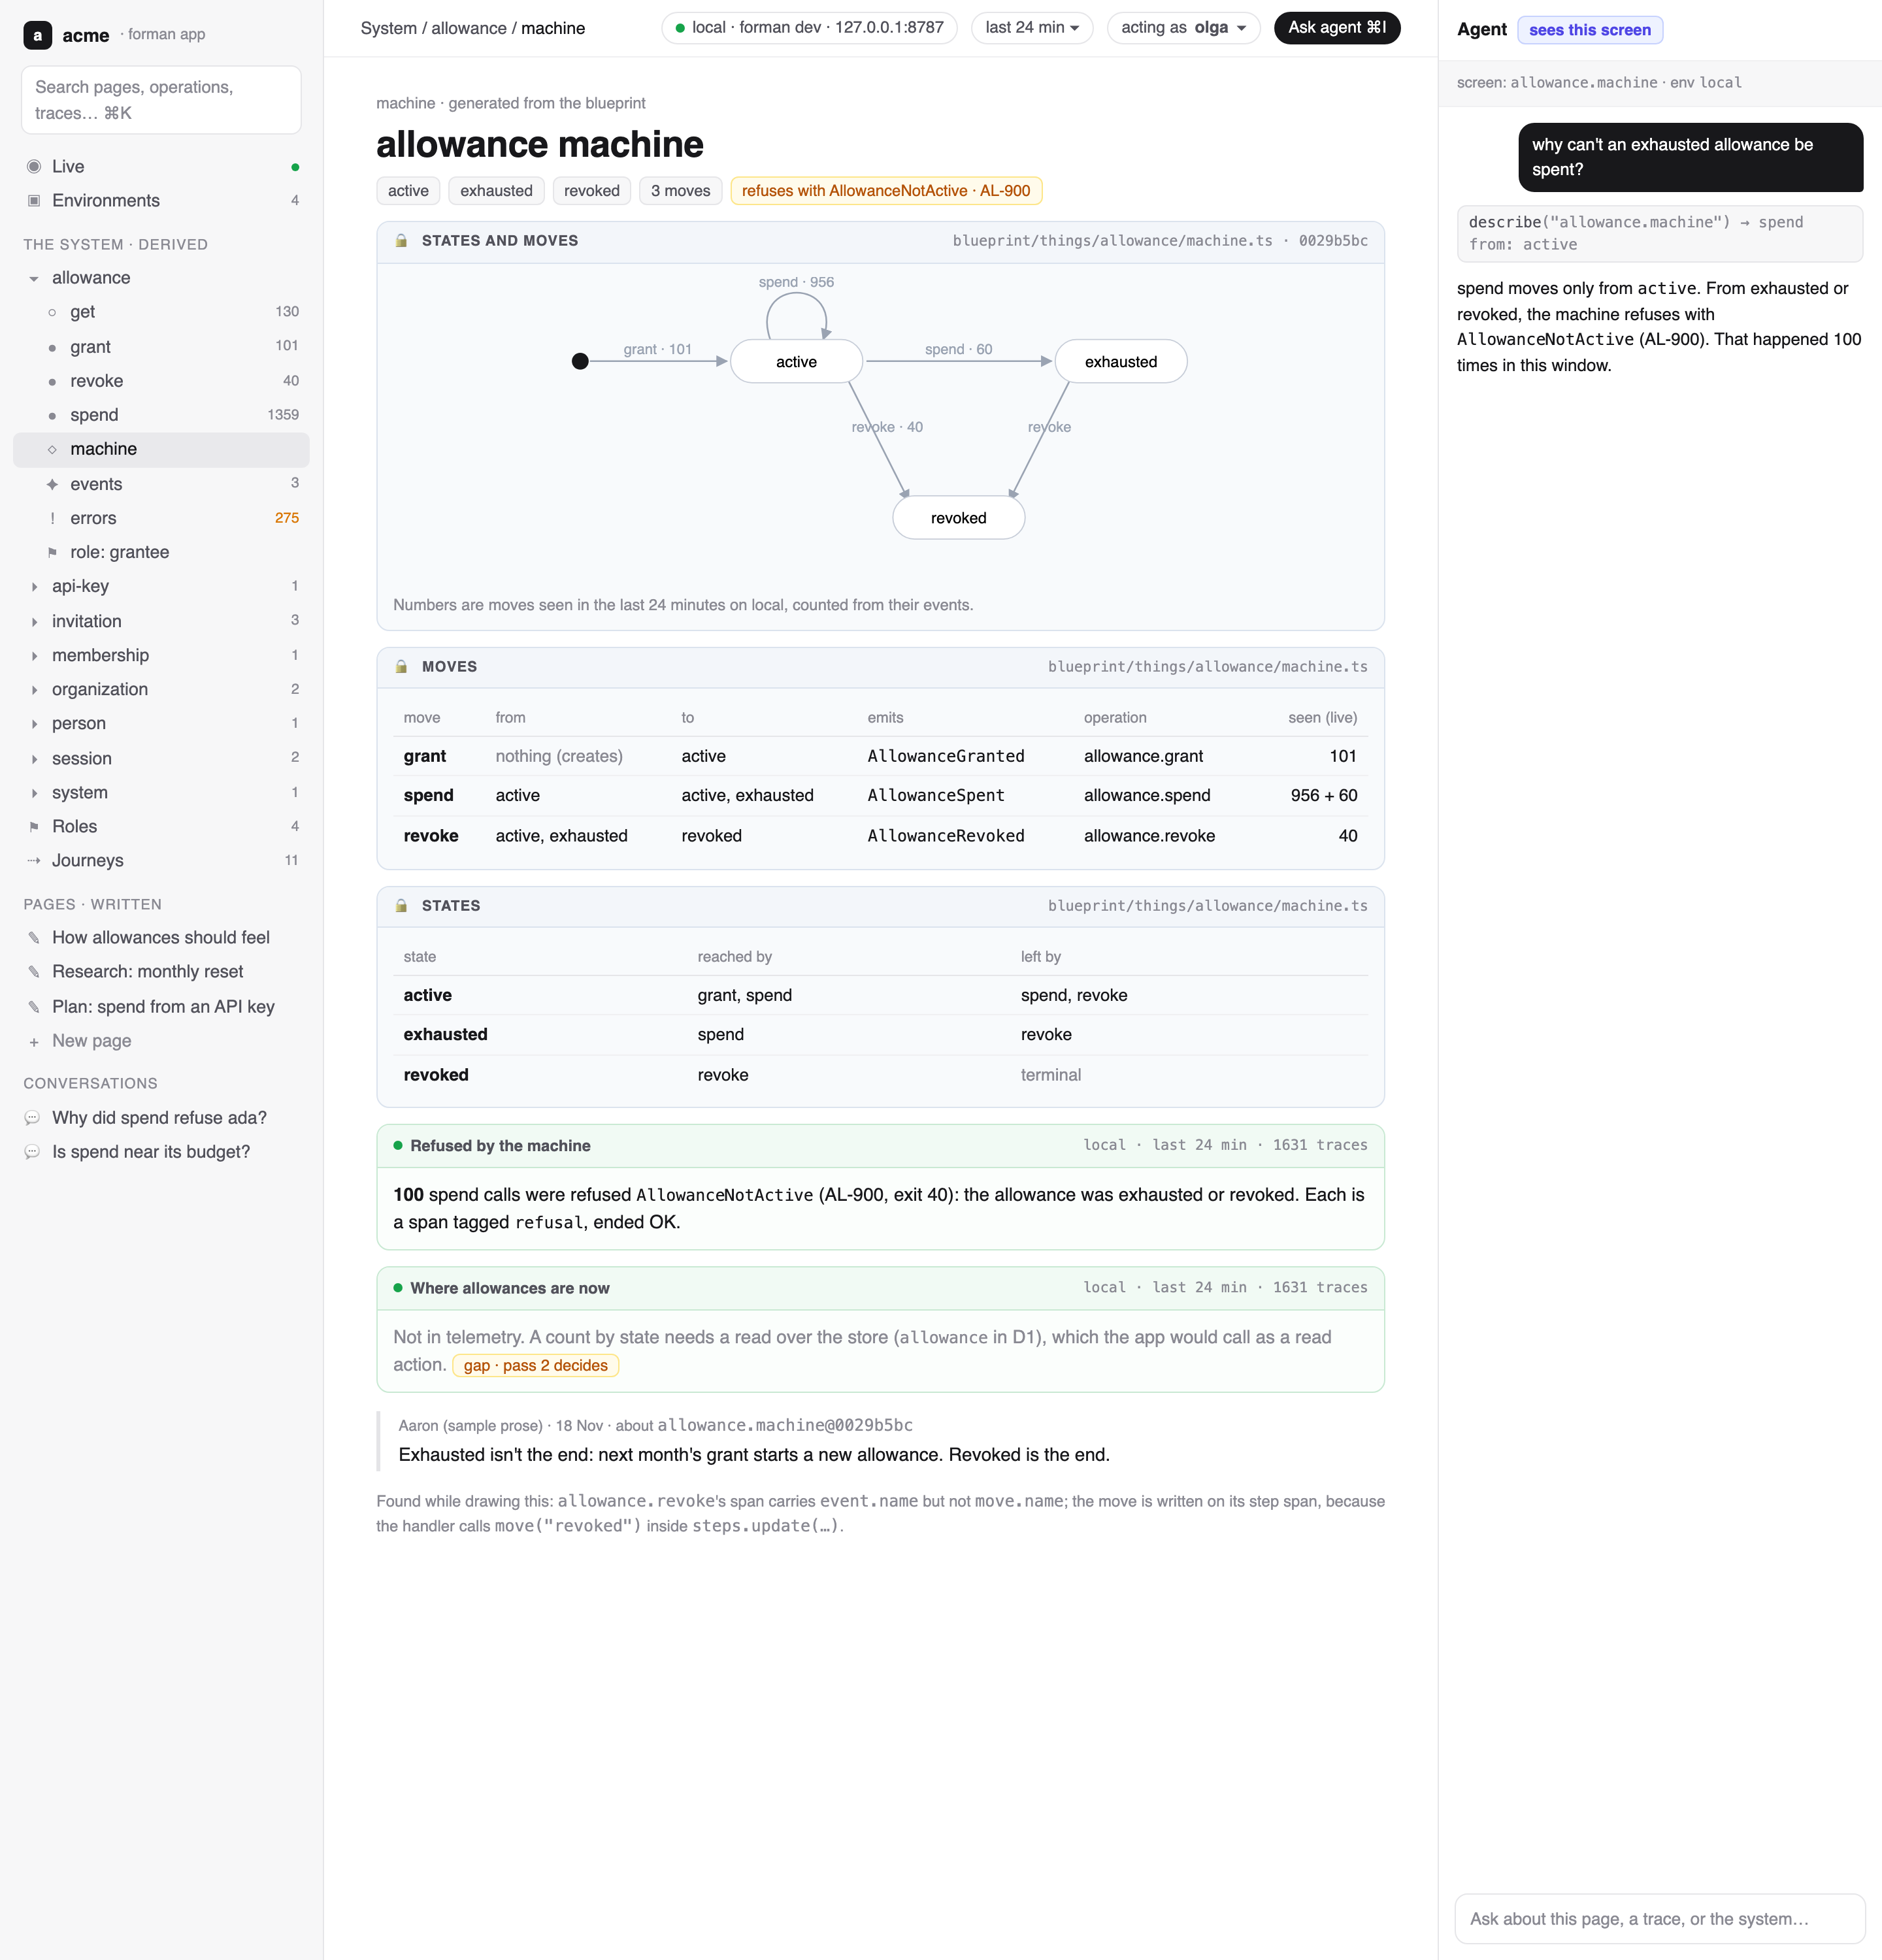 a acme · forman app
Search pages, operations,
traces… ⌘K
Live
Environments 4
THE SYSTEM · DERIVED
allowance
get 130
grant 101
revoke 40
spend 1359
machine
events 3
! errors 275
role: grantee
api-key 1
invitation 3
membership 1
organization 2
person 1
session 2
system 1
Roles 4
Journeys 11
PAGES · WRITTEN
How allowances should feel
Research: monthly reset
Plan: spend from an API key
+ New page
CONVERSATIONS
Why did spend refuse ada?
Is spend near its budget?
System / allowance / machine
local · forman dev · 127.0.0.1:8787
last 24 min
acting as olga
Ask agent ⌘I
machine · generated from the blueprint
allowance machine
active exhausted revoked 3 moves refuses with AllowanceNotActive · AL-900
STATES AND MOVES blueprint/things/allowance/machine.ts · 0029b5bc
spend · 956
grant · 101
active
spend · 60
exhausted
revoke · 40
revoke
revoked
Numbers are moves seen in the last 24 minutes on local, counted from their events.
MOVES blueprint/things/allowance/machine.ts
move from to emits operation seen (live)
grant nothing (creates) active AllowanceGranted allowance.grant 101
spend active active, exhausted AllowanceSpent allowance.spend 956 + 60
revoke active, exhausted revoked AllowanceRevoked allowance.revoke 40
STATES blueprint/things/allowance/machine.ts
state reached by left by
active grant, spend spend, revoke
exhausted spend revoke
revoked revoke terminal
Refused by the machine local · last 24 min · 1631 traces
100 spend calls were refused AllowanceNotActive (AL-900, exit 40): the allowance was exhausted or revoked. Each is
a span tagged refusal, ended OK.
Where allowances are now local · last 24 min · 1631 traces
Not in telemetry. A count by state needs a read over the store (allowance in D1), which the app would call as a read
action. gap · pass 2 decides
Aaron (sample prose) · 18 Nov · about allowance.machine@0029b5bc
Exhausted isn't the end: next month's grant starts a new allowance. Revoked is the end.
Found while drawing this: allowance.revoke's span carries event.name but not move.name; the move is written on its step span, because
the handler calls move("revoked") inside steps.update(…).
Agent sees this screen
screen: allowance.machine · env local
why can't an exhausted allowance be
spent?
describe("allowance.machine") → spend
from: active
spend moves only from active. From exhausted or
revoked, the machine refuses with
AllowanceNotActive (AL-900). That happened 100
times in this window.
Ask about this page, a trace, or the system…